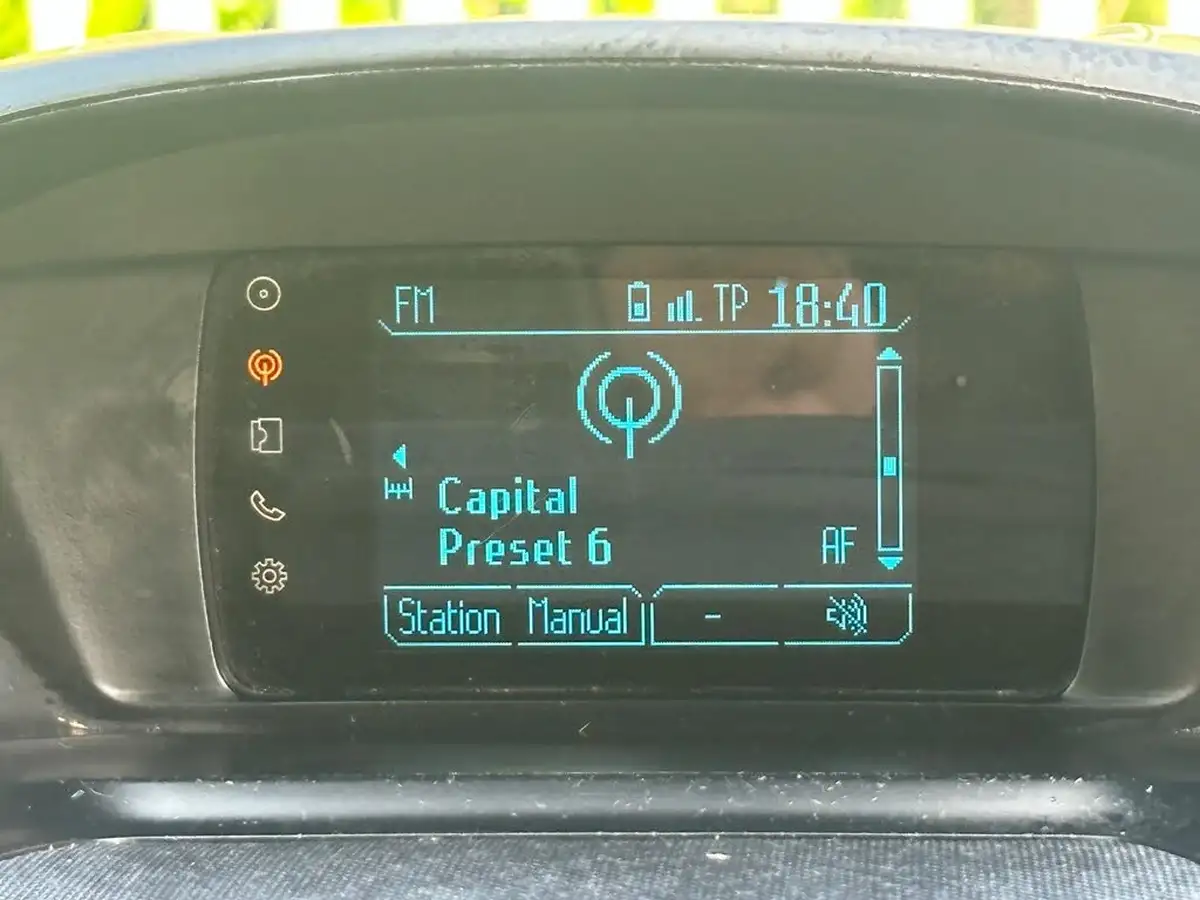 FM TP 18:40
Capital
Preset 6 AF
Station Manual -